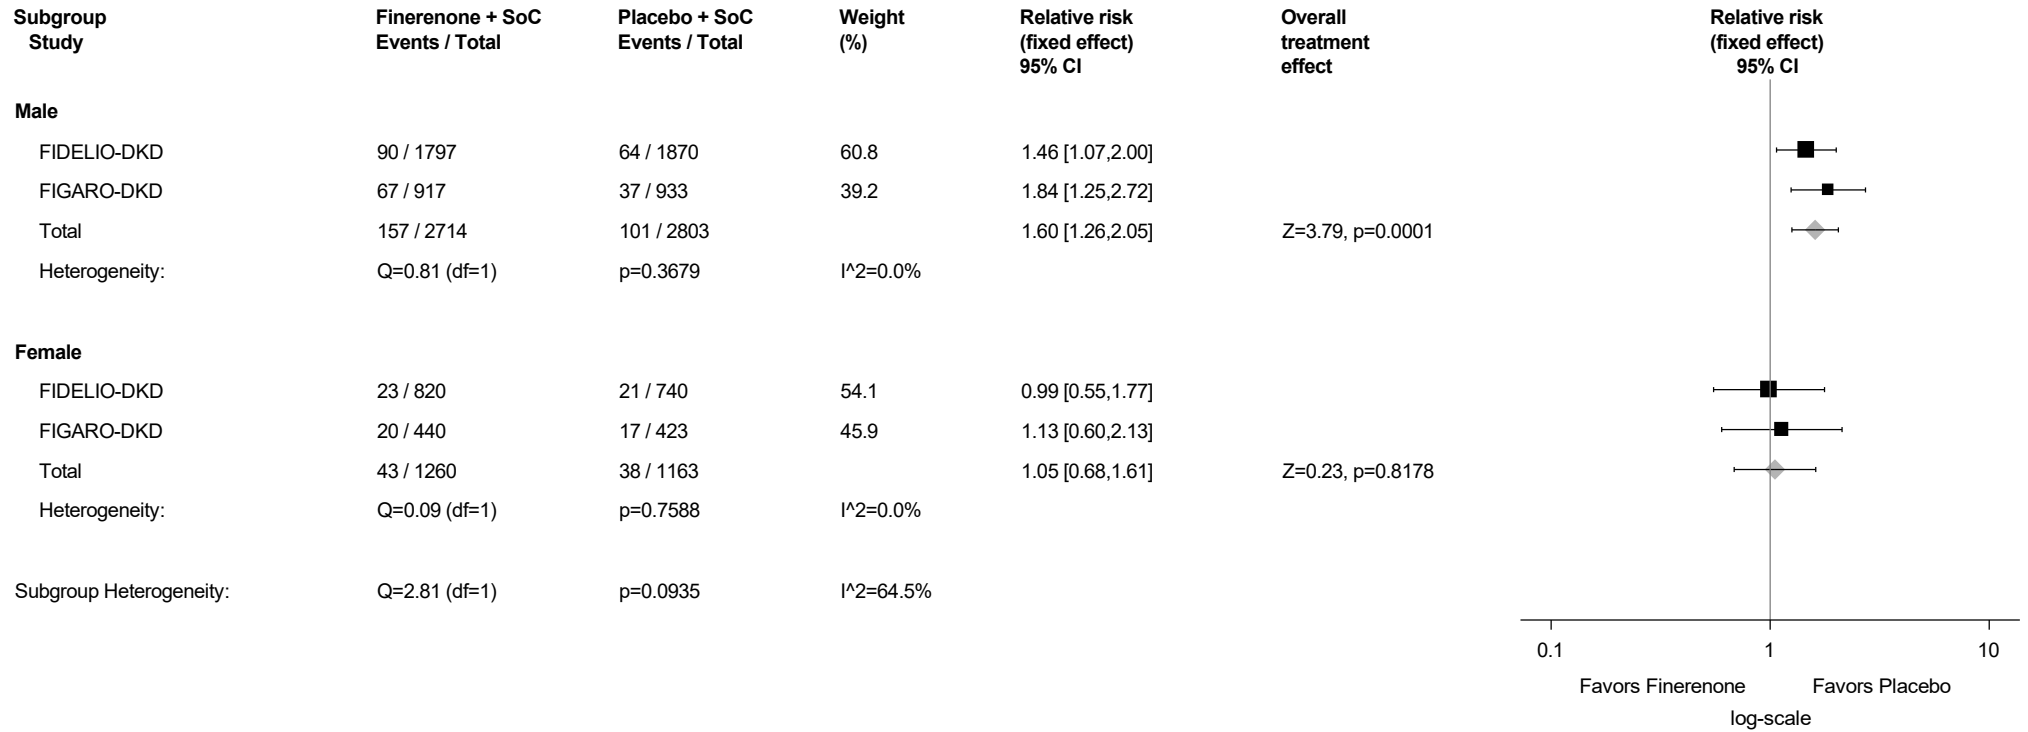 Subgroup Finerenone + SoC Placebo + SoC Weight Relative risk Overall Relative risk
Study Events / Total Events / Total (%) (fixed effect) treatment (fixed effect)
95% CI effect 95% CI
Male
FIDELIO-DKD 90 / 1797 64 / 1870 60.8 1.46 [1.07,2.00]
FIGARO-DKD 67 / 917 37 / 933 39.2 1.84 [1.25,2.72]
Total 157 / 2714 101 / 2803 1.60 [1.26,2.05] Z=3.79, p=0.0001
Heterogeneity: Q=0.81 (df=1) p=0.3679 I^2=0.0%
Female
FIDELIO-DKD 23 / 820 21 / 740 54.1 0.99 [0.55,1.77]
FIGARO-DKD 20 / 440 17 / 423 45.9 1.13 [0.60,2.13]
Total 43 / 1260 38 / 1163 1.05 [0.68,1.61] Z=0.23, p=0.8178
Heterogeneity: Q=0.09 (df=1) p=0.7588 I^2=0.0%
Subgroup Heterogeneity: Q=2.81 (df=1) p=0.0935 I^2=64.5%
0.1 1 10
Favors Finerenone Favors Placebo
log-scale